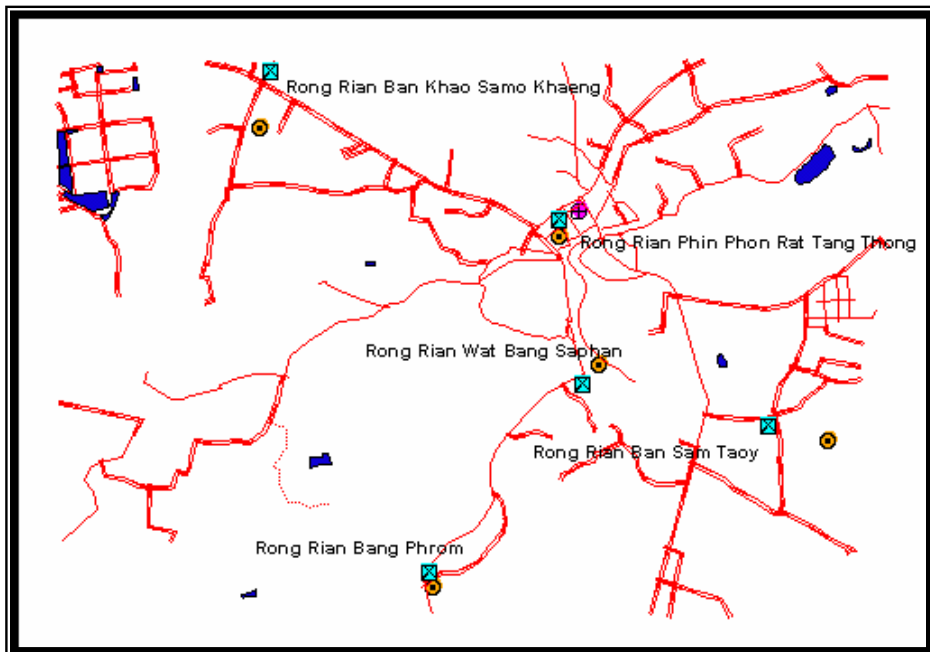 Rong Rian Ban Khao Samo Khaeng
Rong Rian Phin Phon Rat Tang Thong
Rong Rian Wat Bang Saphan
Rong Rian Ban Sam Taoy
Rong Rian Bang Phrom